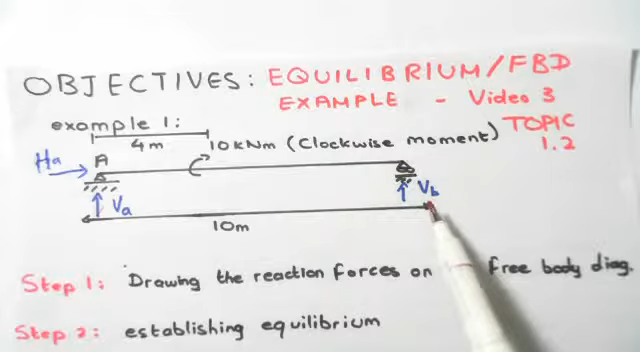 OBJECTIVES: EQUILIBRIUM/FBD
EXAMPLE - Video 3
TOPIC
1.2
example 1:
4m
10kNm (Clockwise moment)
Ha
A
Va
Vb
10m
Step 1: Drawing the reaction forces on free body diag.
Step 2: establishing equilibrium